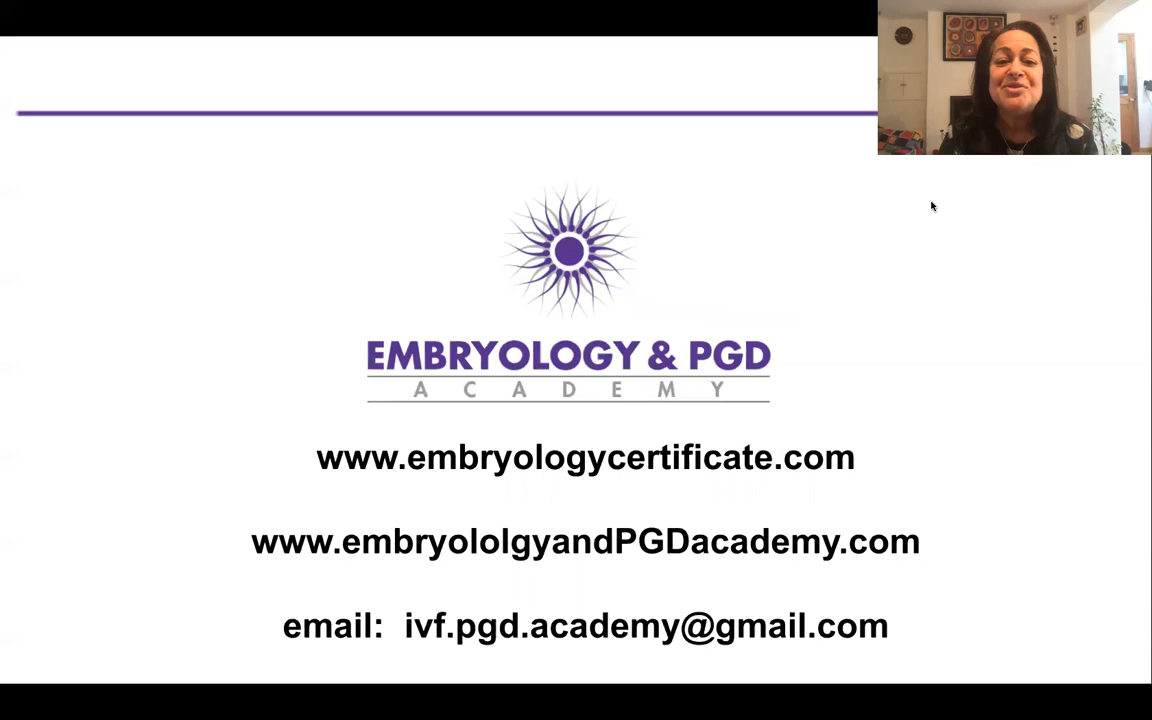 EMBRYOLOGY & PGD
ACADEMY
www.embryologycertificate.com
www.embryololgyandPGDacademy.com
email: ivf.pgd.academy@gmail.com